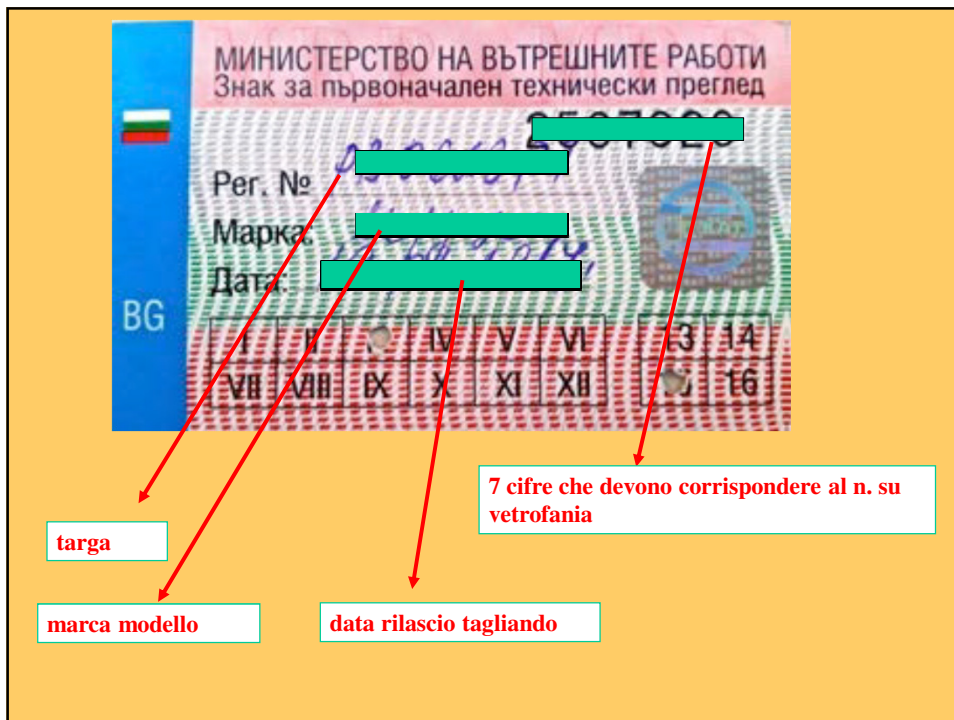 МИНИСТЕРСТВО НА ВЪТРЕШНИТЕ РАБОТИ
Знак за първоначален технически преглед
Рег. №
Марка:
Дата:
BG
I II IV V VI 13 14
VII VIII IX X XI XII 16
7 cifre che devono corrispondere al n. su
vetrofania
targa
marca modello
data rilascio tagliando